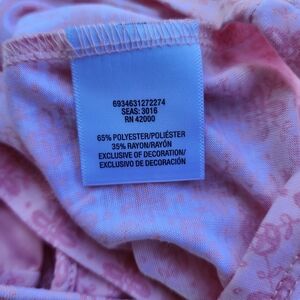 6934631272274
SEAS: 3016
RN 42000
65% POLYESTER/POLIÉSTER
35% RAYON/RAYÓN
EXCLUSIVE OF DECORATION/
EXCLUSIVO DE DECORACIÓN